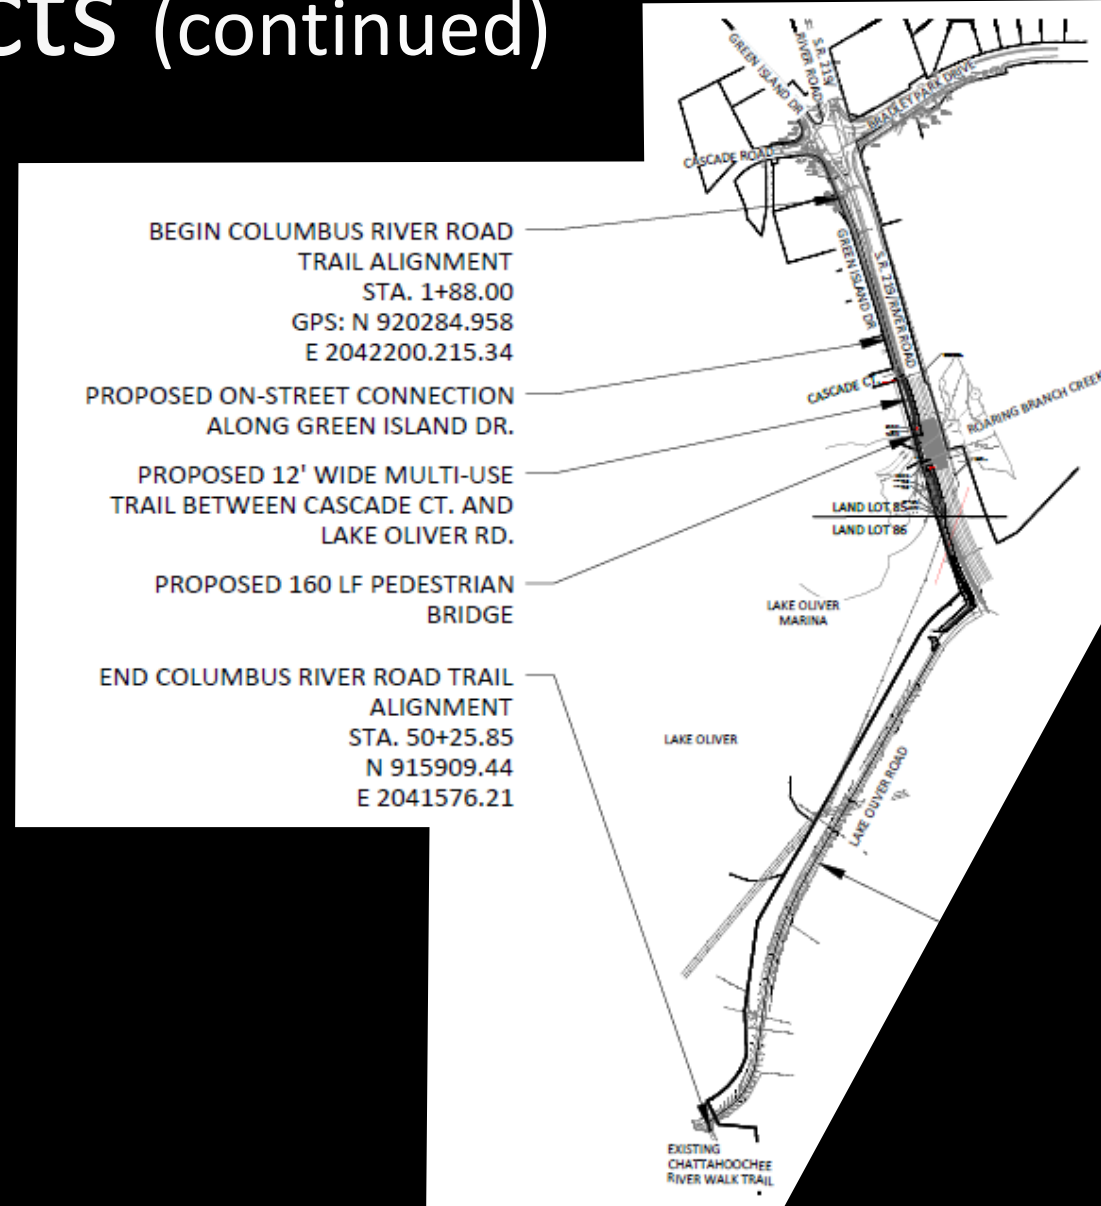 cts (continued)
BEGIN COLUMBUS RIVER ROAD
TRAIL ALIGNMENT
STA. 1+88.00
GPS: N 920284.958
E 2042200.215.34
PROPOSED ON-STREET CONNECTION
ALONG GREEN ISLAND DR.
PROPOSED 12' WIDE MULTI-USE
TRAIL BETWEEN CASCADE CT. AND
LAKE OLIVER RD.
PROPOSED 160 LF PEDESTRIAN
BRIDGE
END COLUMBUS RIVER ROAD TRAIL
ALIGNMENT
STA. 50+25.85
N 915909.44
E 2041576.21
GREEN ISLAND DR
S.R. 219/
RIVER ROAD
BRADLEY PARK DRIVE
CASCADE ROAD
GREEN ISLAND DR
S.R. 219/RIVER ROAD
CASCADE CT.
ROARING BRANCH CREEK
LAND LOT 85
LAND LOT 86
LAKE OLIVER
MARINA
LAKE OLIVER
LAKE OLIVER ROAD
EXISTING
CHATTAHOOCHEE
RIVER WALK TRAIL